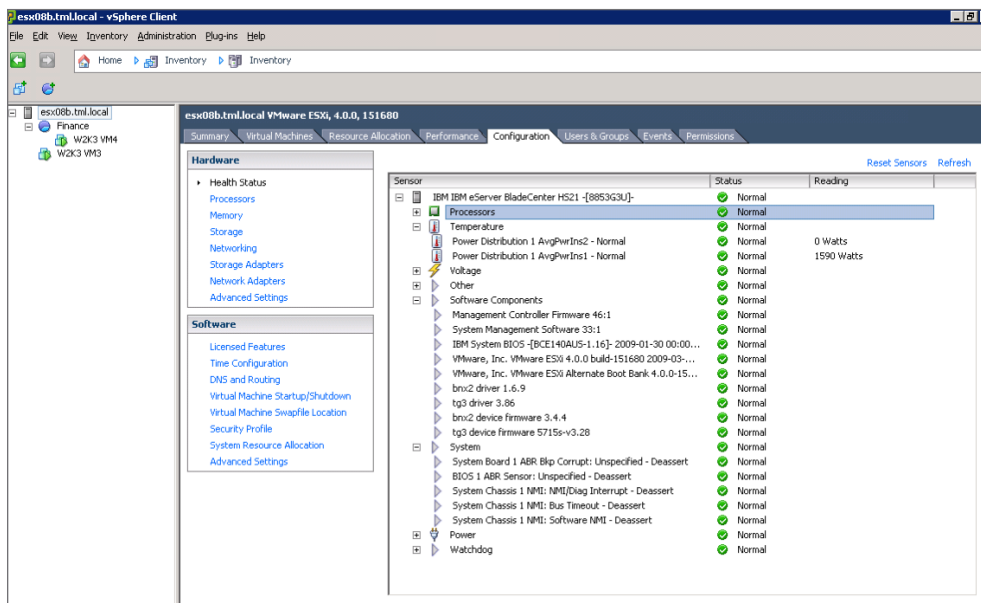 esx08b.tml.local - vSphere Client
File Edit View Inventory Administration Plug-ins Help
Home Inventory Inventory
esx08b.tml.local
Finance
W2K3 VM4
W2K3 VM3
esx08b.tml.local VMware ESXi, 4.0.0, 151680
Summary Virtual Machines Resource Allocation Performance Configuration Users & Groups Events Permissions
Hardware
Health Status
Processors
Memory
Storage
Networking
Storage Adapters
Network Adapters
Advanced Settings
Software
Licensed Features
Time Configuration
DNS and Routing
Virtual Machine Startup/Shutdown
Virtual Machine Swapfile Location
Security Profile
System Resource Allocation
Advanced Settings
Reset Sensors Refresh
Sensor Status Reading
IBM IBM eServer BladeCenter HS21 -[8853G3U]- Normal
Processors Normal
Temperature Normal
Power Distribution 1 AvgPwrIns2 - Normal Normal 0 Watts
Power Distribution 1 AvgPwrIns1 - Normal Normal 1590 Watts
Voltage Normal
Other Normal
Software Components Normal
Management Controller Firmware 46:1 Normal
System Management Software 33:1 Normal
IBM System BIOS -[BCE140AUS-1.16]- 2009-01-30 00:00... Normal
VMware, Inc. VMware ESXi 4.0.0 build-151680 2009-03-... Normal
VMware, Inc. VMware ESXi Alternate Boot Bank 4.0.0-15... Normal
bnx2 driver 1.6.9 Normal
tg3 driver 3.86 Normal
bnx2 device firmware 3.4.4 Normal
tg3 device firmware 5715s-v3.28 Normal
System Normal
System Board 1 ABR Bkp Corrupt: Unspecified - Deassert Normal
BIOS 1 ABR Sensor: Unspecified - Deassert Normal
System Chassis 1 NMI: NMI/Diag Interrupt - Deassert Normal
System Chassis 1 NMI: Bus Timeout - Deassert Normal
System Chassis 1 NMI: Software NMI - Deassert Normal
Power Normal
Watchdog Normal